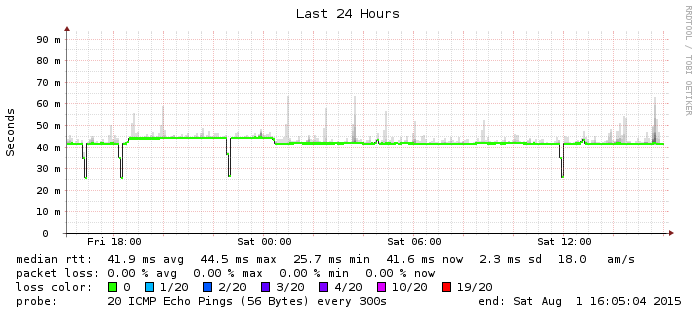 Last 24 Hours
RRDTOOL / TOBI OETIKER
Seconds
90 m
80 m
70 m
60 m
50 m
40 m
30 m
20 m
10 m
0
Fri 18:00 Sat 00:00 Sat 06:00 Sat 12:00
median rtt: 41.9 ms avg 44.5 ms max 25.7 ms min 41.6 ms now 2.3 ms sd 18.0 am/s
packet loss: 0.00 % avg 0.00 % max 0.00 % min 0.00 % now
loss color: 0 1/20 2/20 3/20 4/20 10/20 19/20
probe: 20 ICMP Echo Pings (56 Bytes) every 300s end: Sat Aug 1 16:05:04 2015